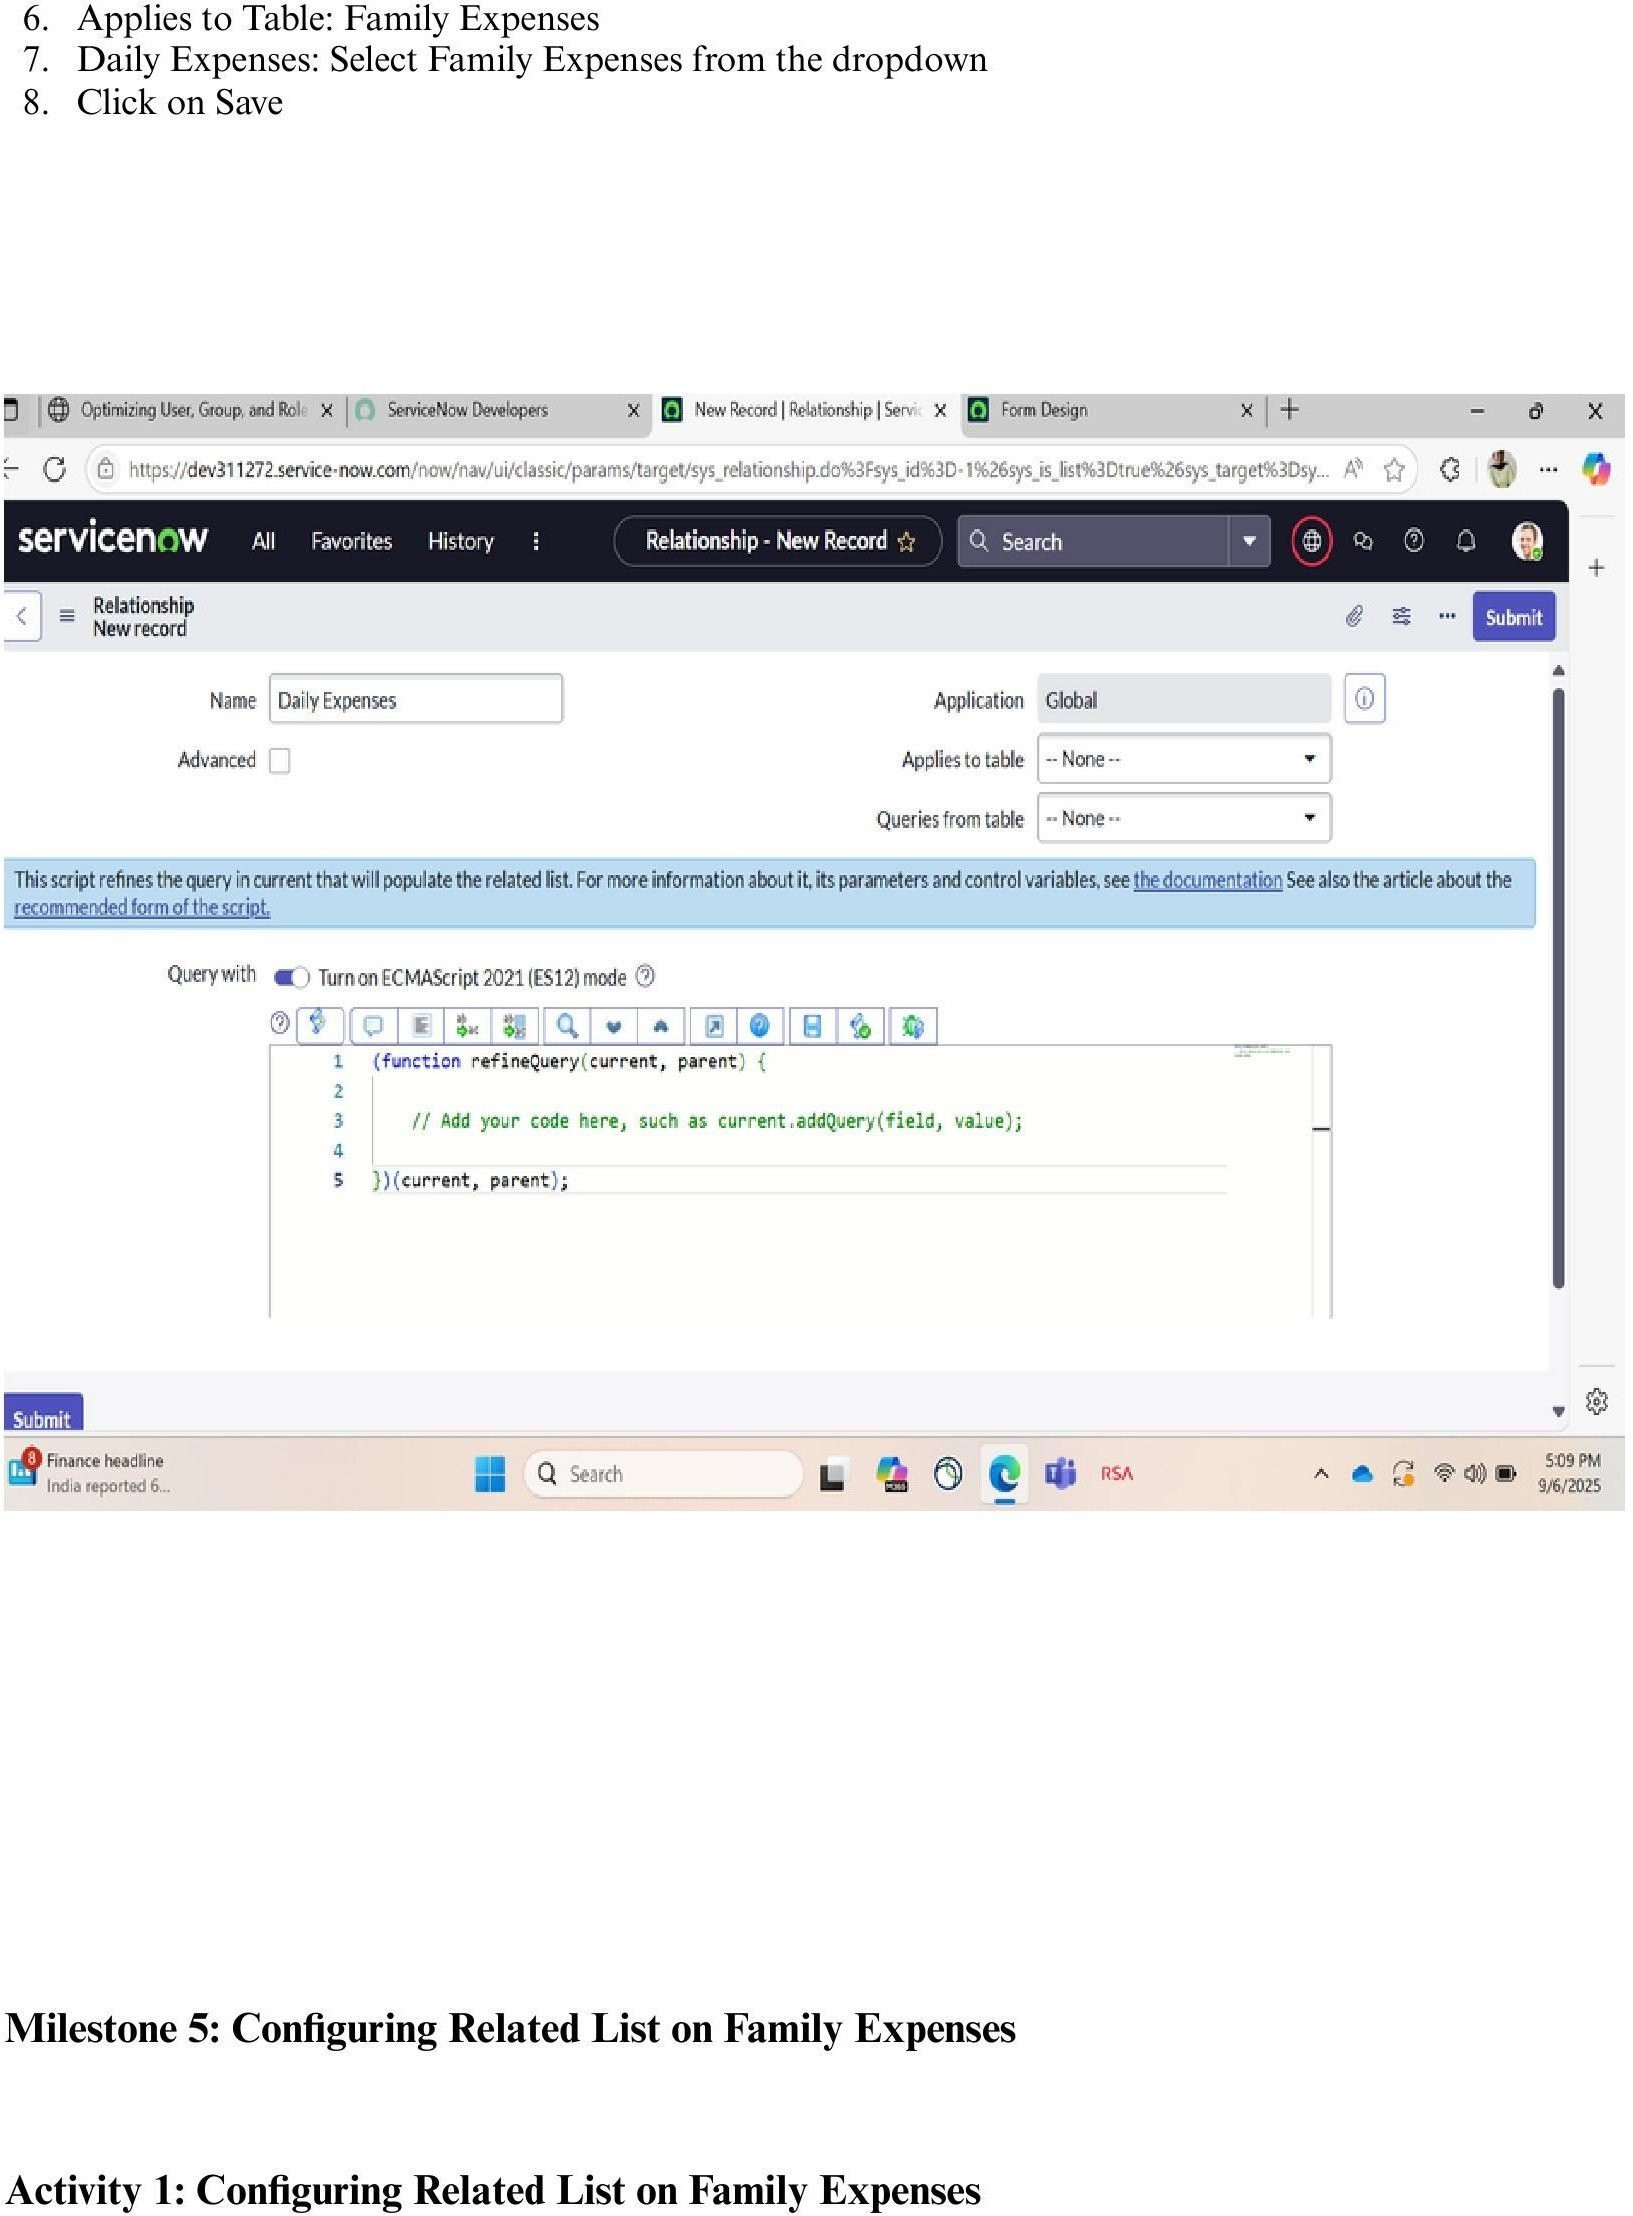 6. Applies to Table: Family Expenses
7. Daily Expenses: Select Family Expenses from the dropdown
8. Click on Save
Optimizing User, Group, and Role
ServiceNow Developers
New Record | Relationship | Servic
Form Design
https://dev311272.service-now.com/now/nav/ui/classic/params/target/sys_relationship.do%3Fsys_id%3D-1%26sys_is_list%3Dtrue%26sys_target%3Dsy...
servicenow All Favorites History Relationship - New Record Search
Relationship
New record
Submit
Name Daily Expenses
Application Global
Advanced
Applies to table -- None --
Queries from table -- None --
This script refines the query in current that will populate the related list. For more information about it, its parameters and control variables, see the documentation See also the article about the
recommended form of the script.
Query with Turn on ECMAScript 2021 (ES12) mode
1 (function refineQuery(current, parent) {
2
3 // Add your code here, such as current.addQuery(field, value);
4
5 })(current, parent);
Submit
8 Finance headline
India reported 6...
Search
RSA
5:09 PM
9/6/2025
Milestone 5: Configuring Related List on Family Expenses
Activity 1: Configuring Related List on Family Expenses